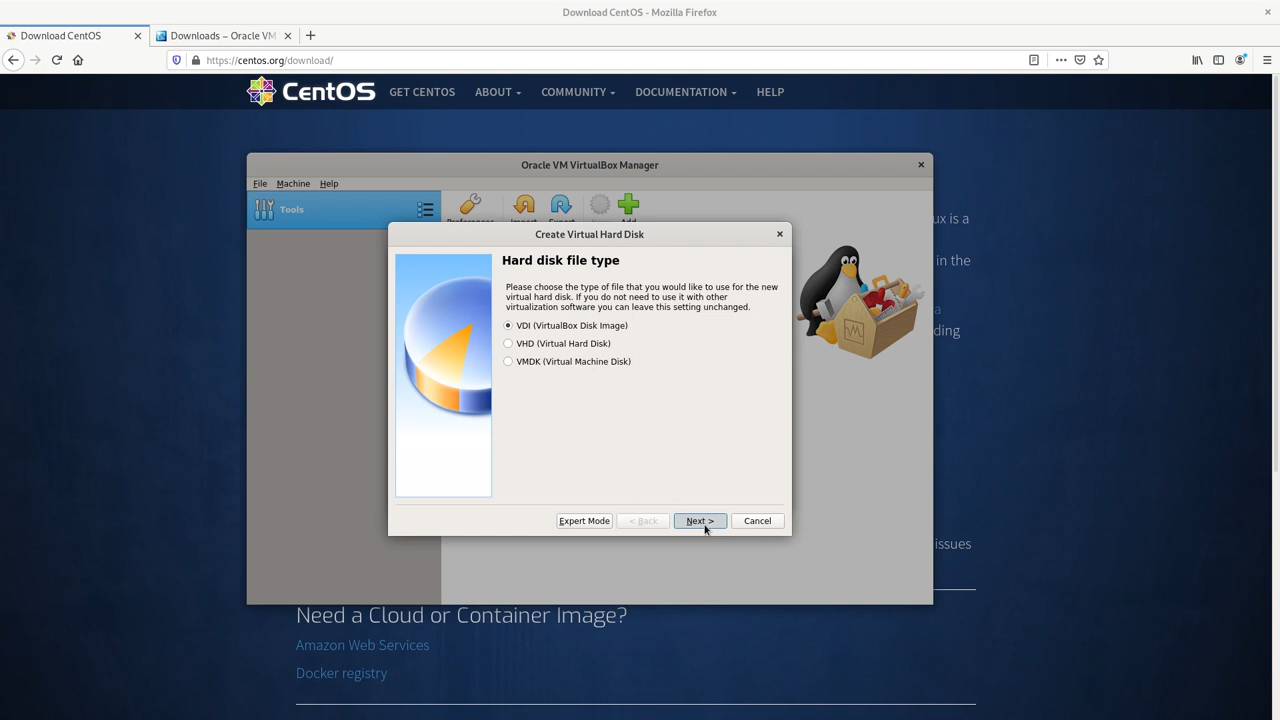 Download CentOS - Mozilla Firefox
Download CentOS
Downloads – Oracle VM
https://centos.org/download/
CentOS
GET CENTOS
ABOUT
COMMUNITY
DOCUMENTATION
HELP
Oracle VM VirtualBox Manager
File
Machine
Help
Tools
ux is a
in the
a
ding
issues
Create Virtual Hard Disk
Hard disk file type
Please choose the type of file that you would like to use for the new
virtual hard disk. If you do not need to use it with other
virtualization software you can leave this setting unchanged.
VDI (VirtualBox Disk Image)
VHD (Virtual Hard Disk)
VMDK (Virtual Machine Disk)
Expert Mode
< Back
Next >
Cancel
Need a Cloud or Container Image?
Amazon Web Services
Docker registry